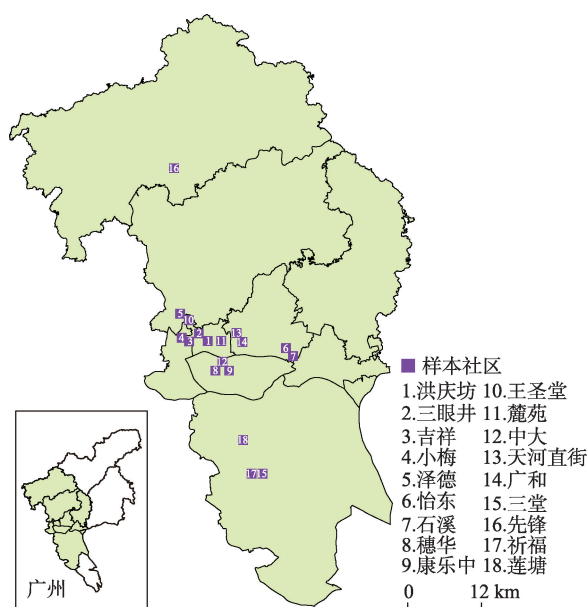 16
5
10
4
3
2
1
11
13
14
6
7
12
8
9
18
17
15
样本社区
1.洪庆坊 10.王圣堂
2.三眼井 11.麓苑
3.吉祥 12.中大
4.小梅 13.天河直街
5.泽德 14.广和
6.怡东 15.三堂
7.石溪 16.先锋
8.穗华 17.祈福
9.康乐中 18.莲塘
0 12 km
广州